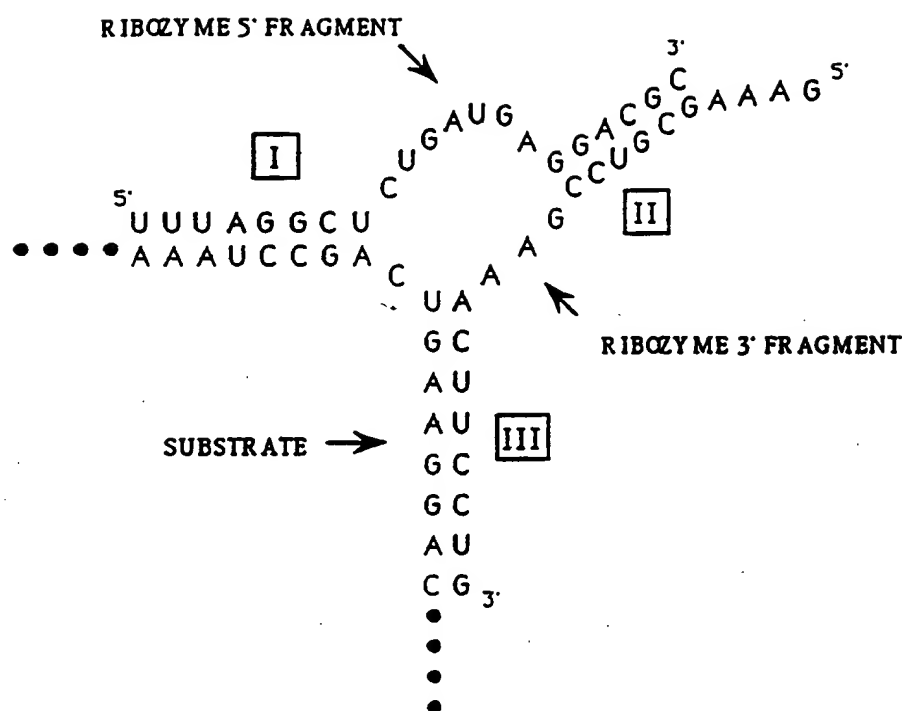 RIBOZYME 5' FRAGMENT
3'
5'
I
C U G A U G A G G A C G C
G A A A G C G U C C G A A A
II
5'
U U U A G G C U
A A A U C C G A C
U A
RIBOZYME 3' FRAGMENT
G C
A U
A U
SUBSTRATE
III
G C
G C
A U
C G 3'